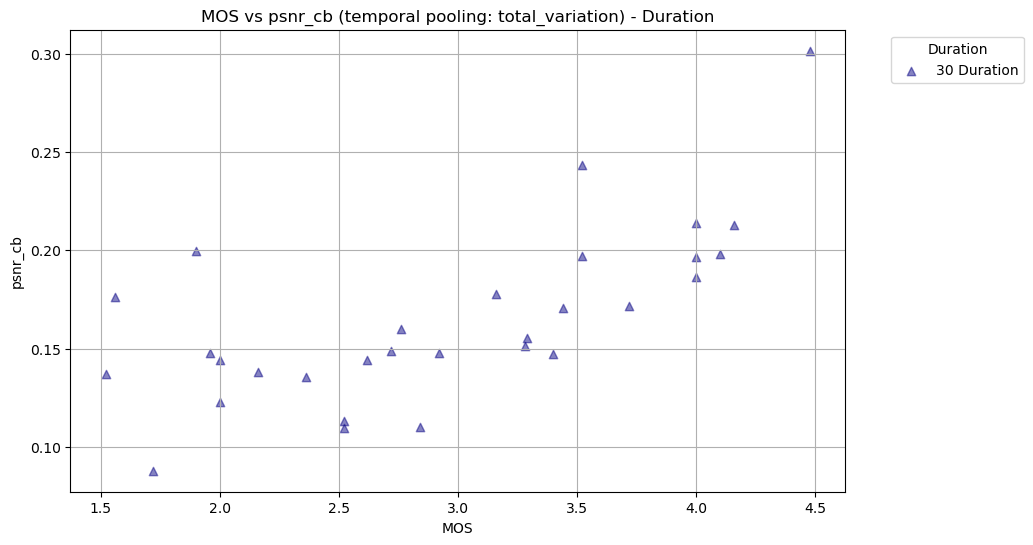 MOS vs psnr_cb (temporal pooling: total_variation) - Duration
Duration
30 Duration
psnr_cb
0.30
0.25
0.20
0.15
0.10
1.5 2.0 2.5 3.0 3.5 4.0 4.5
MOS